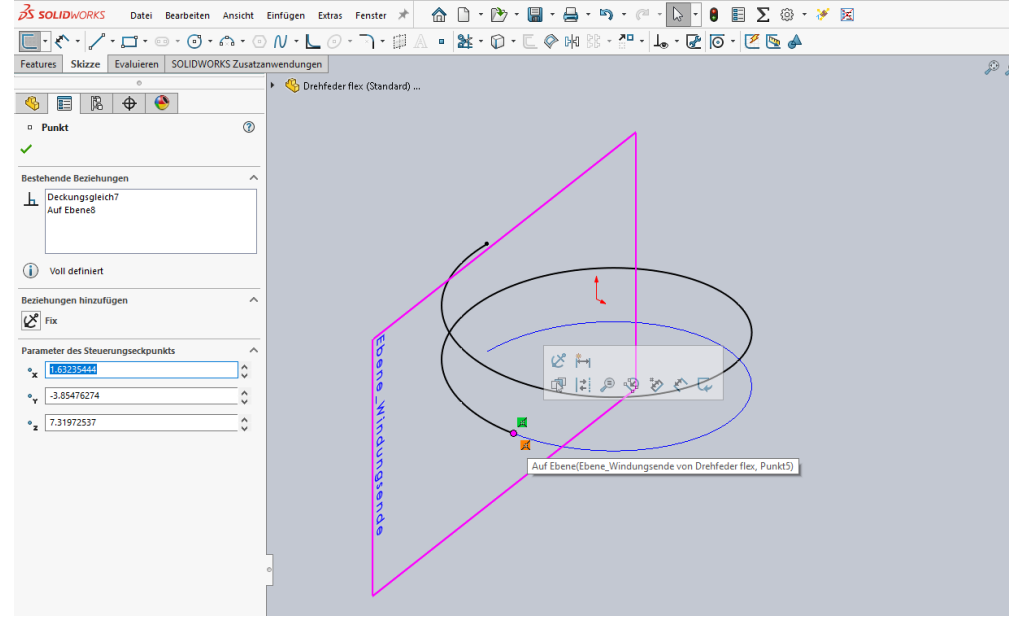 SOLIDWORKS Datei Bearbeiten Ansicht Einfügen Extras Fenster
Features Skizze Evaluieren SOLIDWORKS Zusatzanwendungen
Drehfeder flex (Standard) ...
Punkt
Bestehende Beziehungen
Deckungsgleich7
Auf Ebene8
Voll definiert
Beziehungen hinzufügen
Fix
Parameter des Steuerungseckpunkts
X 1.63235444
Y -3.85476274
Z 7.31972537
Ebene_Windungsende
Auf Ebene(Ebene_Windungsende von Drehfeder flex, Punkt5)